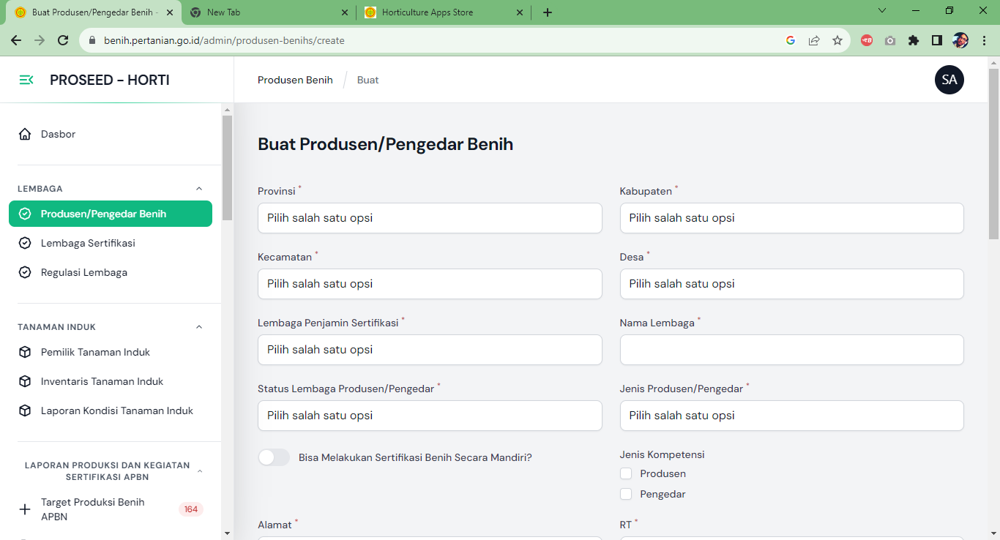 Buat Produsen/Pengedar Benih -
New Tab
Horticulture Apps Store
benih.pertanian.go.id/admin/produsen-benihs/create
PROSEED - HORTI
Produsen Benih / Buat
SA
Dasbor
LEMBAGA
Produsen/Pengedar Benih
Lembaga Sertifikasi
Regulasi Lembaga
TANAMAN INDUK
Pemilik Tanaman Induk
Inventaris Tanaman Induk
Laporan Kondisi Tanaman Induk
LAPORAN PRODUKSI DAN KEGIATAN
SERTIFIKASI APBN
Target Produksi Benih
APBN
164
Buat Produsen/Pengedar Benih
Provinsi *
Pilih salah satu opsi
Kabupaten *
Pilih salah satu opsi
Kecamatan *
Pilih salah satu opsi
Desa *
Pilih salah satu opsi
Lembaga Penjamin Sertifikasi *
Pilih salah satu opsi
Nama Lembaga *
Status Lembaga Produsen/Pengedar *
Pilih salah satu opsi
Jenis Produsen/Pengedar *
Pilih salah satu opsi
Bisa Melakukan Sertifikasi Benih Secara Mandiri?
Jenis Kompetensi
Produsen
Pengedar
Alamat *
RT *